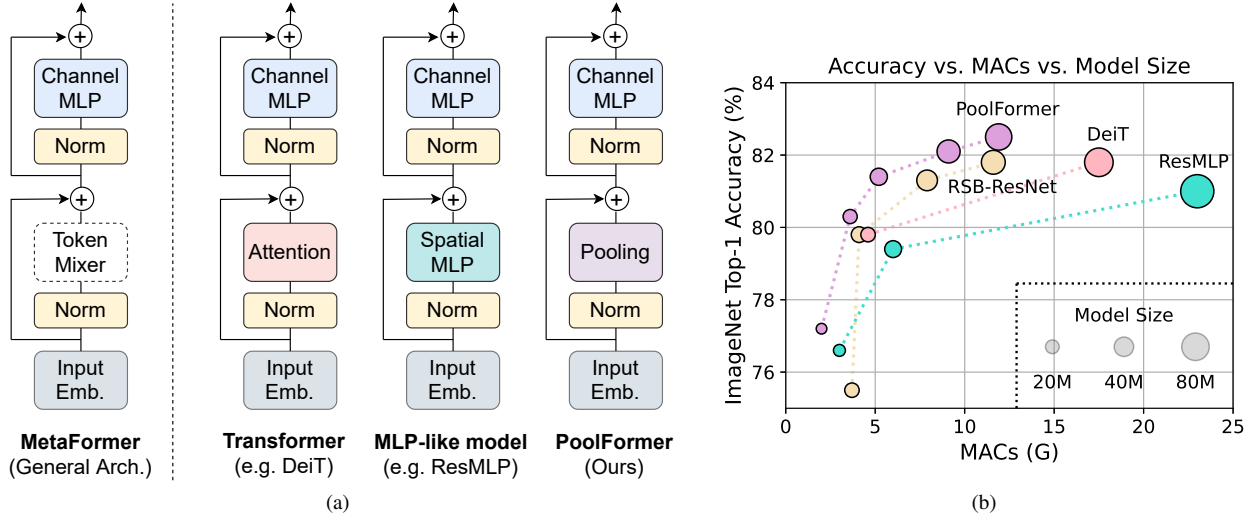 +
Channel
MLP
Norm
+
Token
Mixer
Norm
Input
Emb.
MetaFormer
(General Arch.)
+
Channel
MLP
Norm
+
Attention
Norm
Input
Emb.
Transformer
(e.g. DeiT)
+
Channel
MLP
Norm
+
Spatial
MLP
Norm
Input
Emb.
MLP-like model
(e.g. ResMLP)
+
Channel
MLP
Norm
+
Pooling
Norm
Input
Emb.
PoolFormer
(Ours)
(a)
Accuracy vs. MACs vs. Model Size
ImageNet Top-1 Accuracy (%)
84
82
80
78
76
PoolFormer
DeiT
ResMLP
RSB-ResNet
Model Size
20M 40M 80M
0 5 10 15 20 25
MACs (G)
(b)